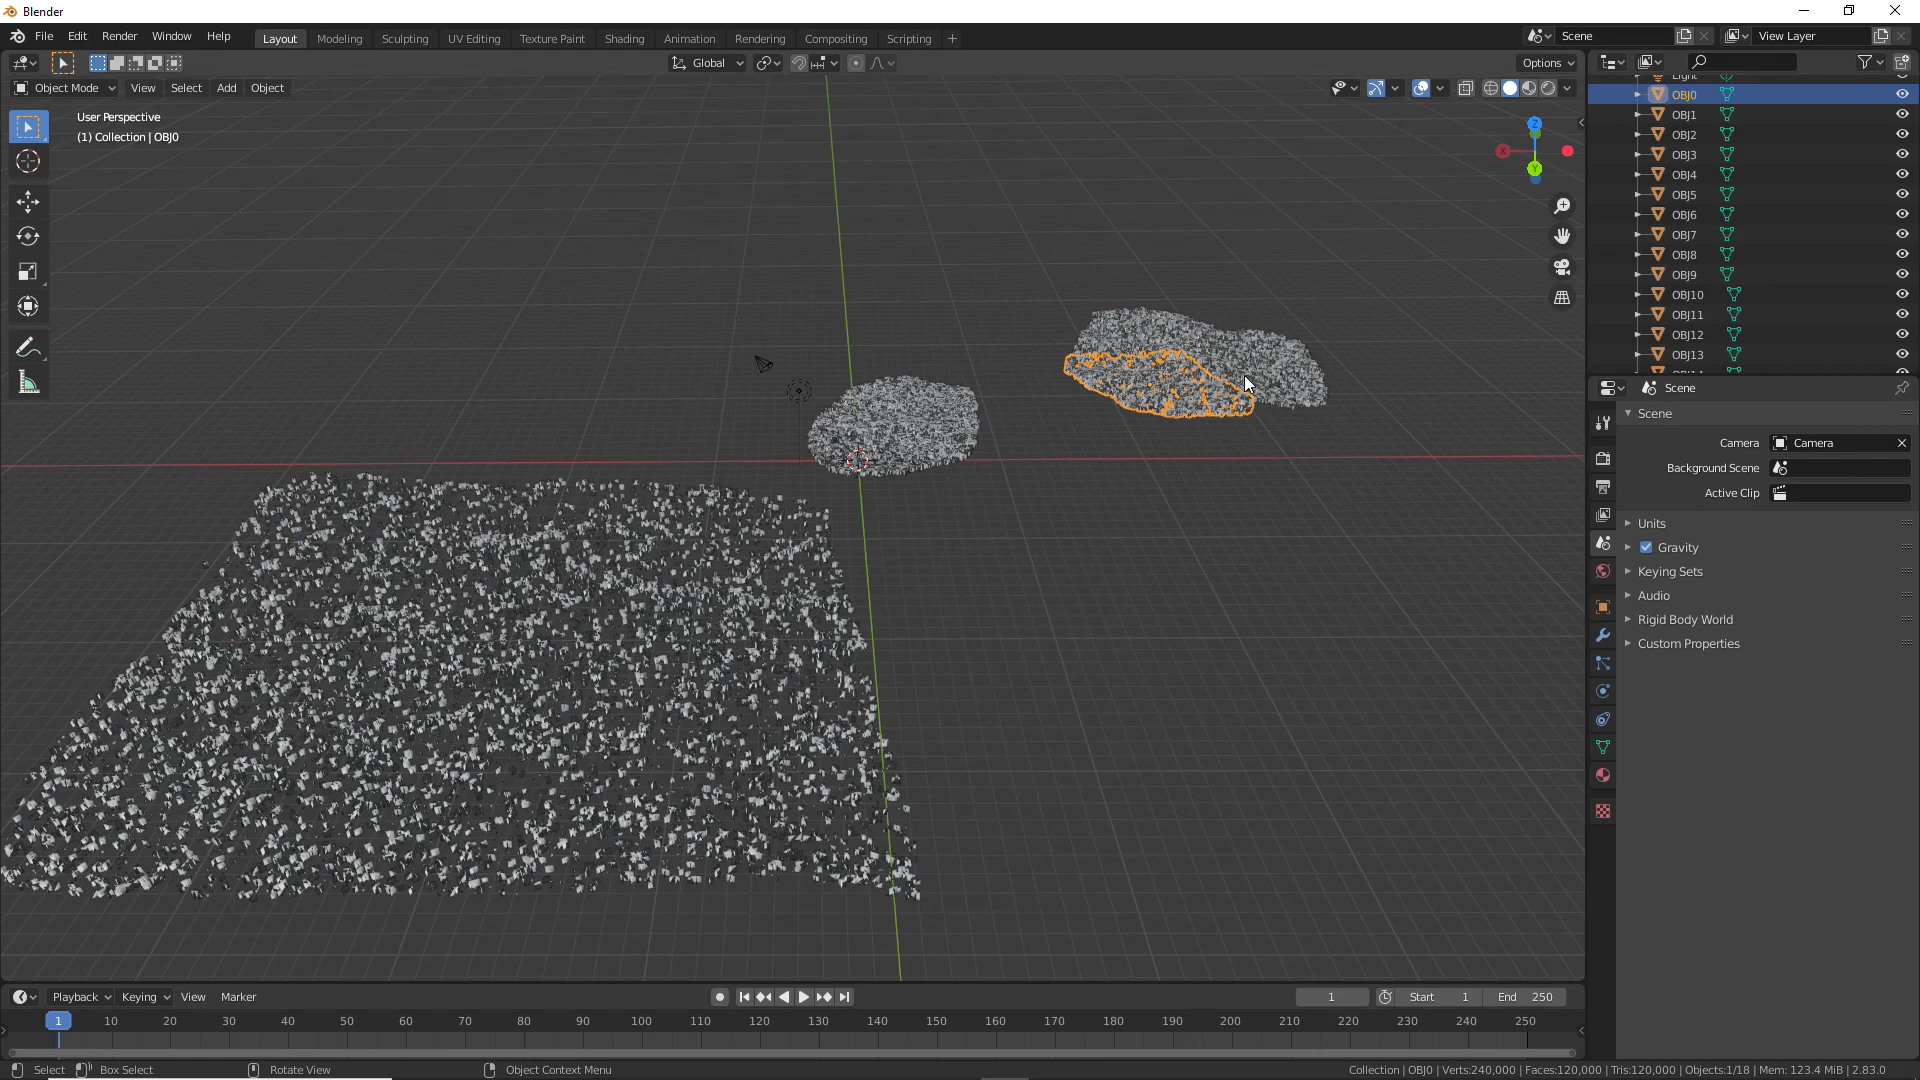 Blender
File Edit Render Window Help
Layout Modeling Sculpting UV Editing Texture Paint Shading Animation Rendering Compositing Scripting +
Scene
View Layer
Global
Options
Object Mode View Select Add Object
User Perspective
(1) Collection | OBJ0
Z
X
Y
Light
OBJ0
OBJ1
OBJ2
OBJ3
OBJ4
OBJ5
OBJ6
OBJ7
OBJ8
OBJ9
OBJ10
OBJ11
OBJ12
OBJ13
Scene
Scene
Camera Camera
Background Scene
Active Clip
Units
Gravity
Keying Sets
Audio
Rigid Body World
Custom Properties
Playback Keying View Marker
1 Start 1 End 250
1 10 20 30 40 50 60 70 80 90 100 110 120 130 140 150 160 170 180 190 200 210 220 230 240 250
Select Box Select Rotate View Object Context Menu
Collection | OBJ0 | Verts:240,000 | Faces:120,000 | Tris:120,000 | Objects:1/18 | Mem: 123.4 MiB | 2.83.0